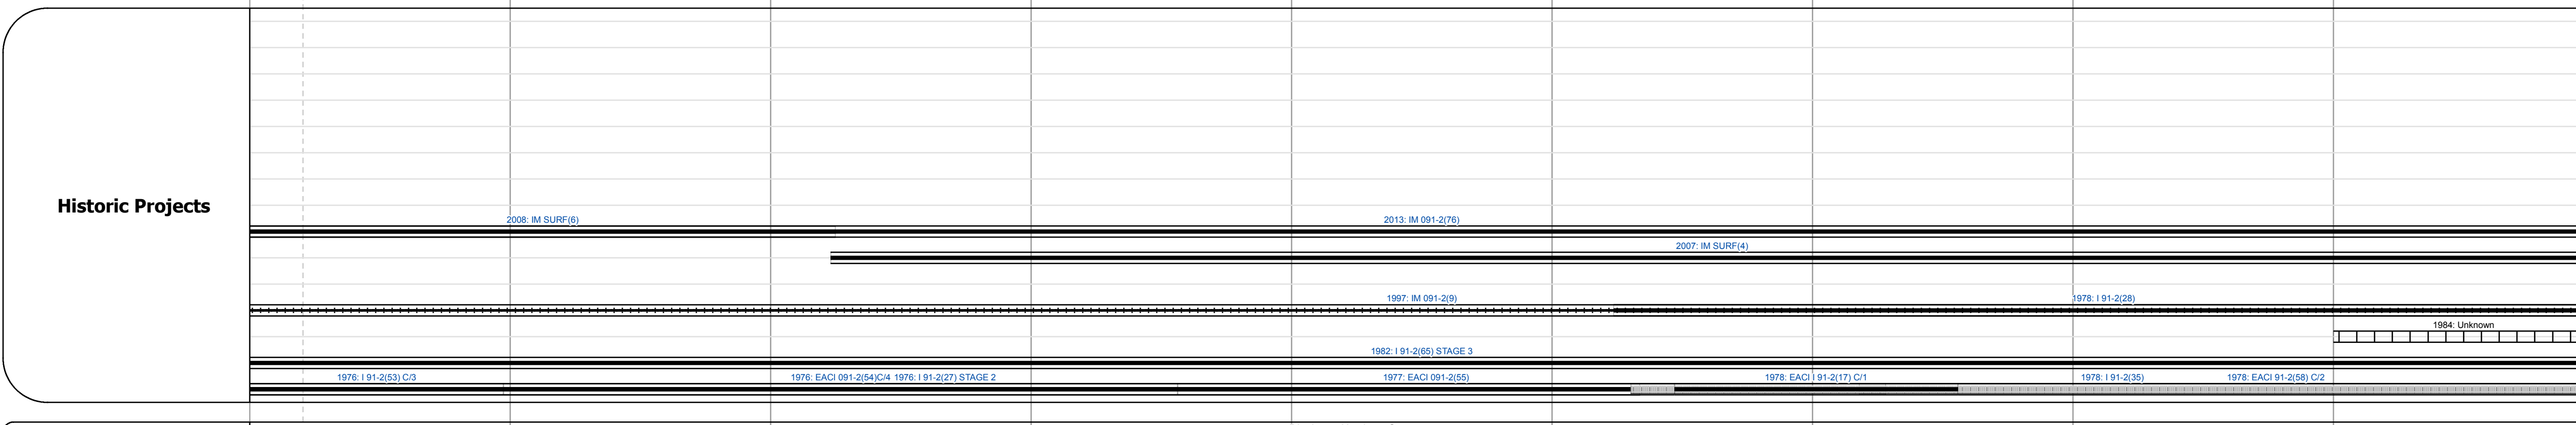 Historic Projects
2008: IM SURF(6)
2013: IM 091-2(76)
2007: IM SURF(4)
1997: IM 091-2(9)
1978: I 91-2(28)
1984: Unknown
1982: I 91-2(65) STAGE 3
1976: I 91-2(53) C/3
1976: EACI 091-2(54)C/4
1976: I 91-2(27) STAGE 2
1977: EACI 091-2(55)
1978: EACI I 91-2(17) C/1
1978: I 91-2(35)
1978: EACI 91-2(58) C/2